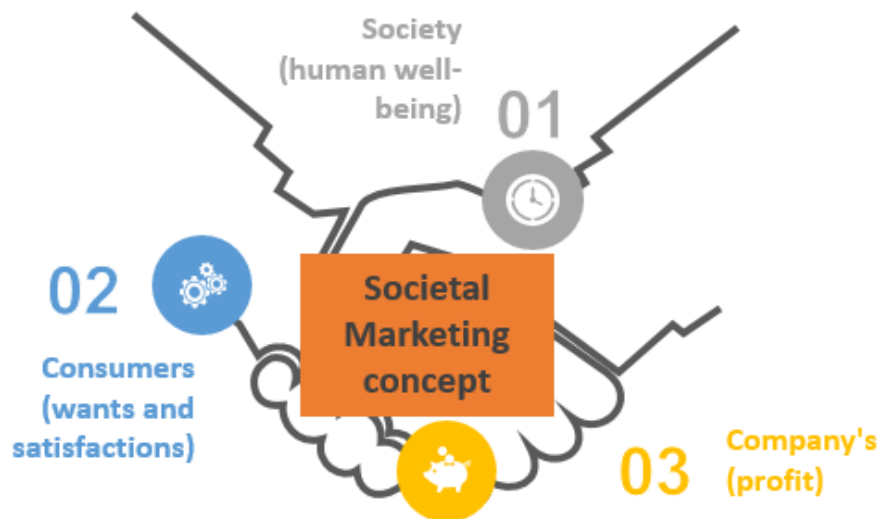 Society
(human well-
being)
01
02
Consumers
(wants and
satisfactions)
Societal
Marketing
concept
03
Company's
(profit)